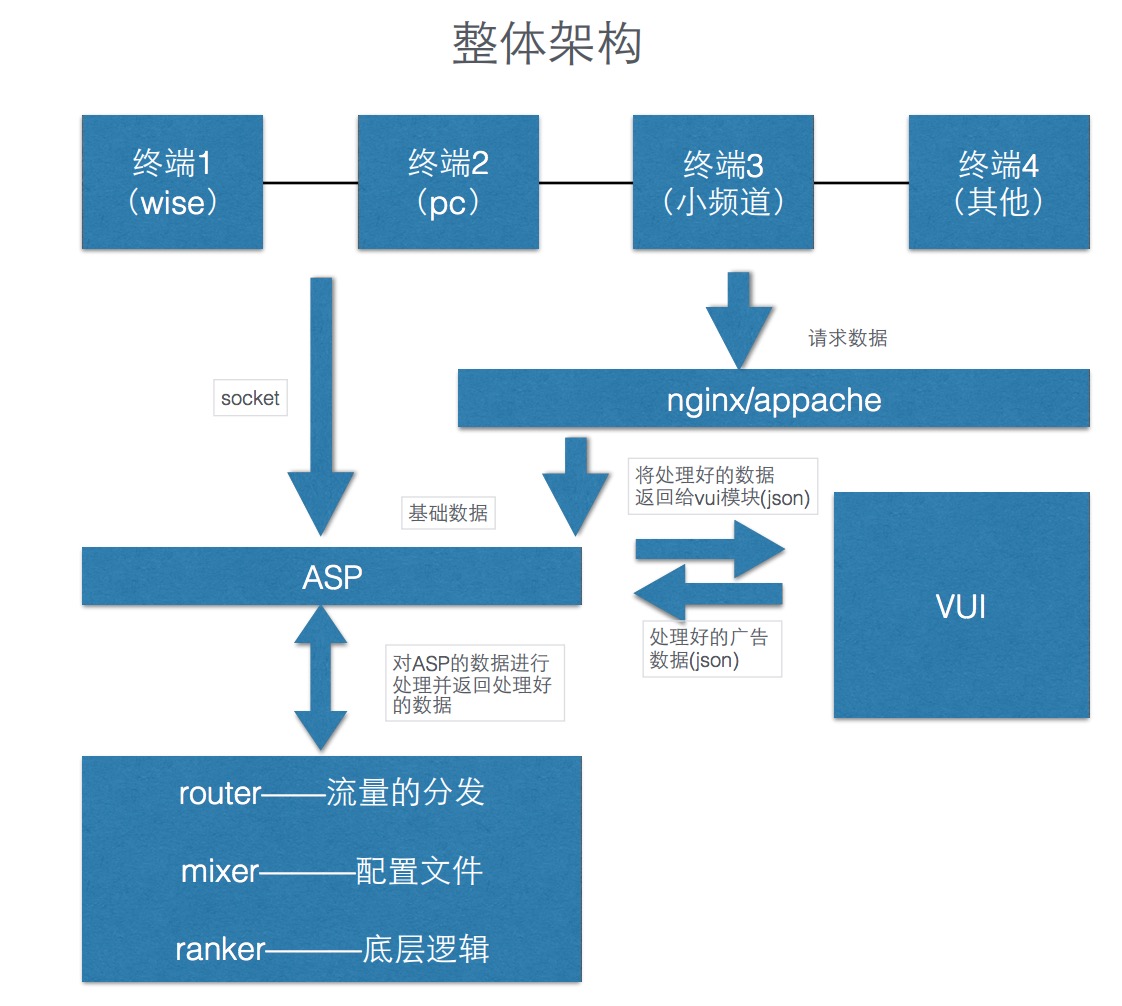 整体架构
终端1
（wise）
终端2
（pc）
终端3
（小频道）
终端4
（其他）
请求数据
socket
nginx/appache
将处理好的数据
返回给vui模块(json)
基础数据
ASP
VUI
处理好的广告
数据(json)
对ASP的数据进行
处理并返回处理好
的数据
router——流量的分发
mixer———配置文件
ranker———底层逻辑